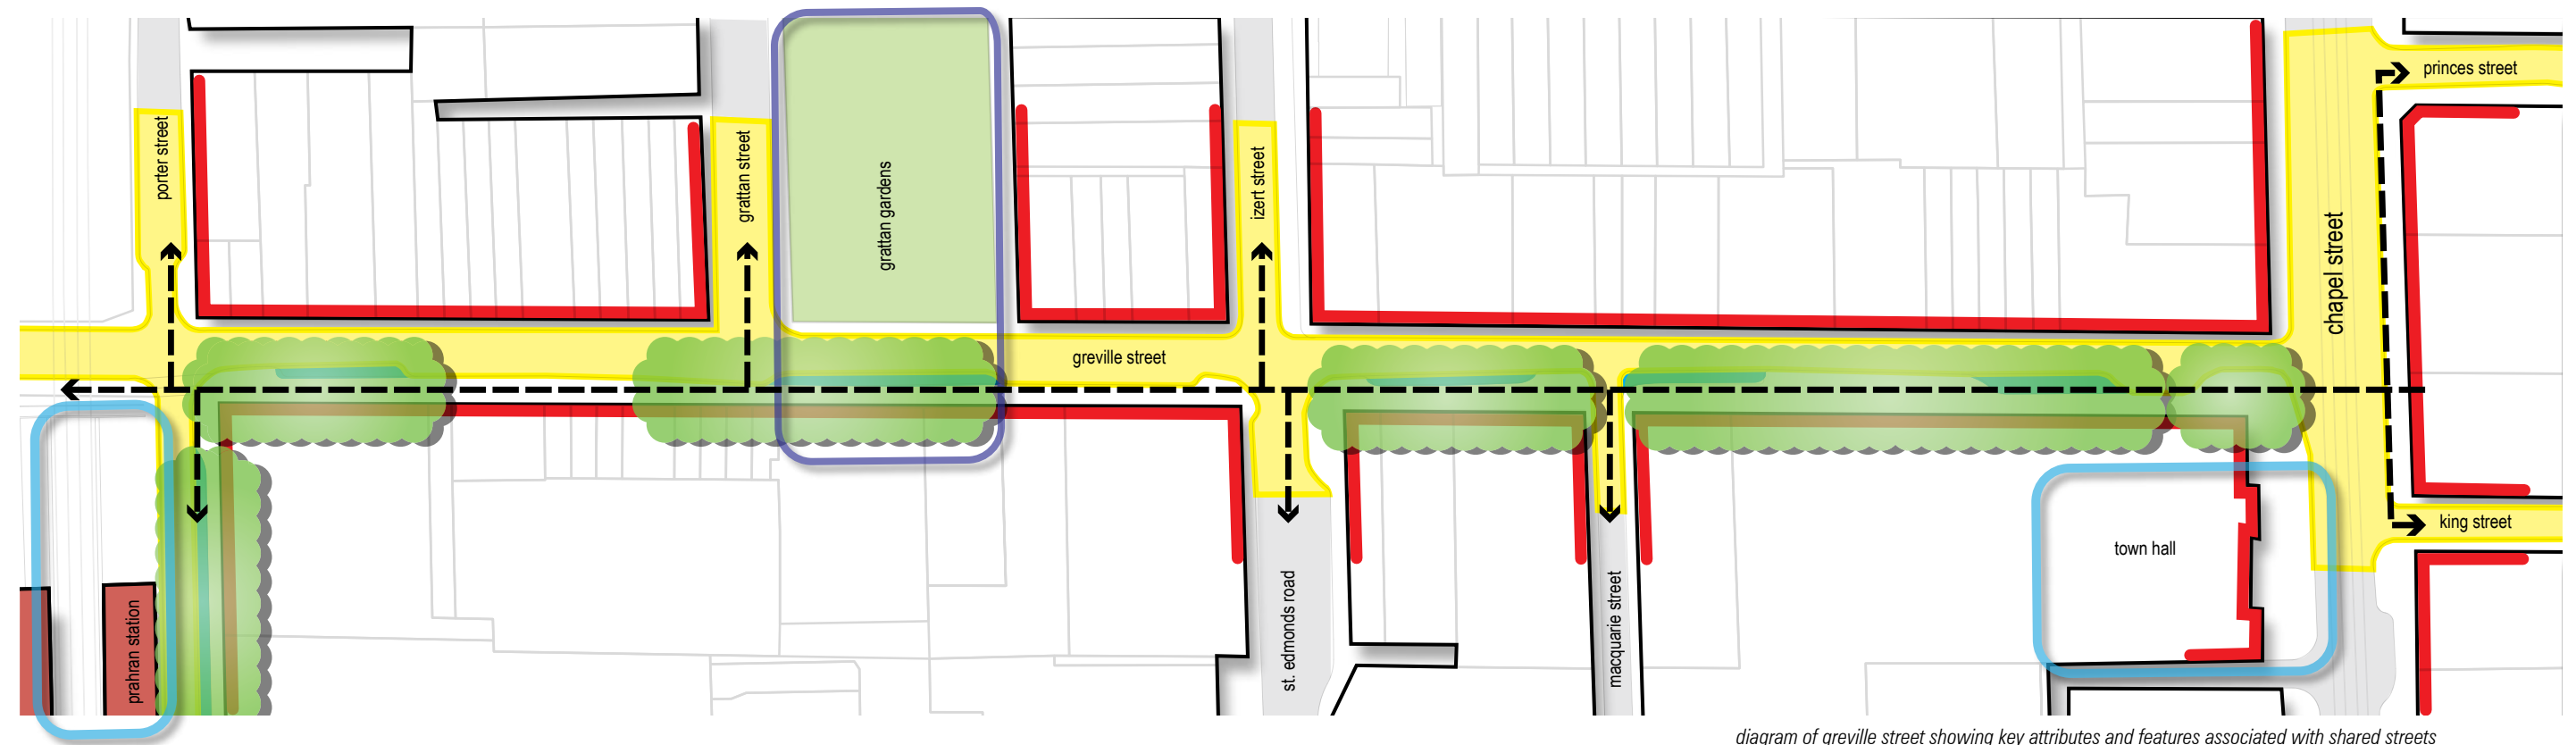 princes street
porter street
grattan street
grattan gardens
izert street
chapel street
greville street
king street
town hall
prahran station
st. edmonds road
macquarie street
diagram of greville street showing key attributes and features associated with shared streets